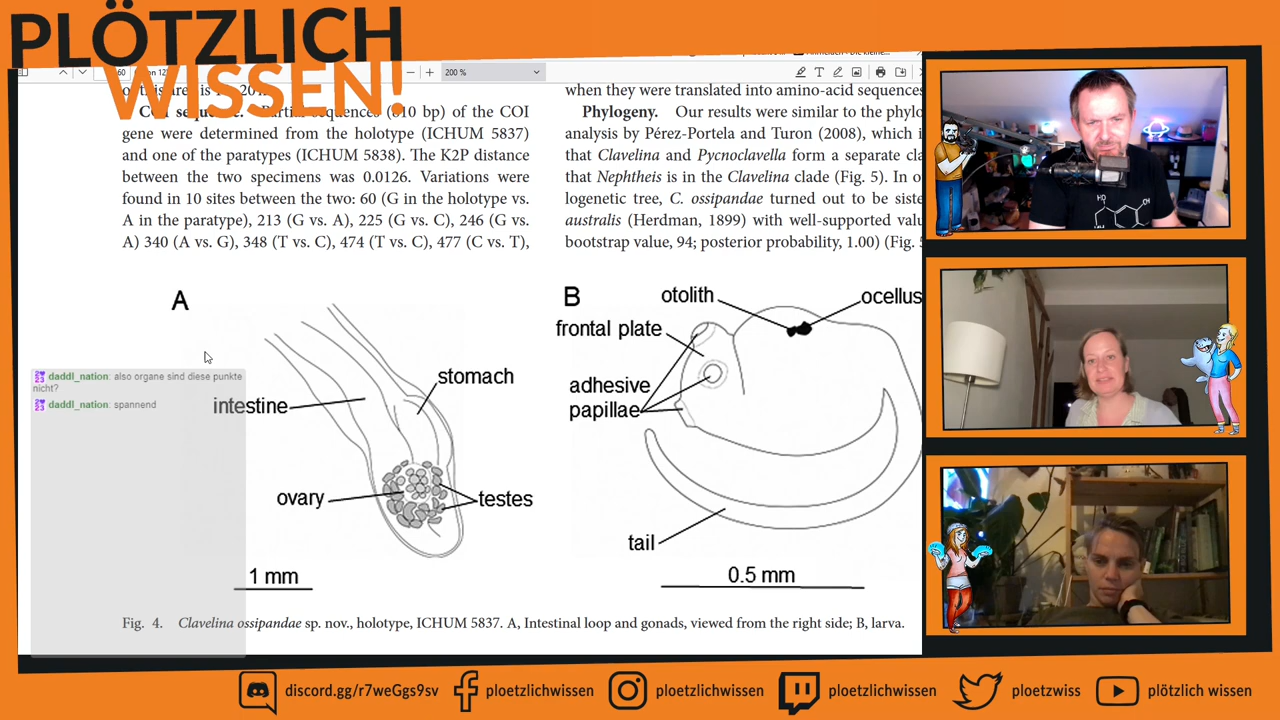 PLÖTZLICH
WISSEN!
200 %
COI sequence. Partial sequences (810 bp) of the COI
gene were determined from the holotype (ICHUM 5837)
and one of the paratypes (ICHUM 5838). The K2P distance
between the two specimens was 0.0126. Variations were
found in 10 sites between the two: 60 (G in the holotype vs.
A in the paratype), 213 (G vs. A), 225 (G vs. C), 246 (G vs.
A) 340 (A vs. G), 348 (T vs. C), 474 (T vs. C), 477 (C vs. T),
when they were translated into amino-acid sequences
Phylogeny. Our results were similar to the phylo
analysis by Pérez-Portela and Turon (2008), which i
that Clavelina and Pycnoclavella form a separate cla
that Nephtheis is in the Clavelina clade (Fig. 5). In o
logenetic tree, C. ossipandae turned out to be siste
australis (Herdman, 1899) with well-supported valu
bootstrap value, 94; posterior probability, 1.00) (Fig.
A
intestine
stomach
ovary
testes
1 mm
B
otolith
ocellus
frontal plate
adhesive
papillae
tail
0.5 mm
daddl_nation: also organe sind diese punkte
nicht?
daddl_nation: spannend
Fig. 4. Clavelina ossipandae sp. nov., holotype, ICHUM 5837. A, Intestinal loop and gonads, viewed from the right side; B, larva.
HO
OH
discord.gg/r7weGgs9sv
ploetzlichwissen
ploetzlichwissen
ploetzlichwissen
ploetzwiss
plötzlich wissen